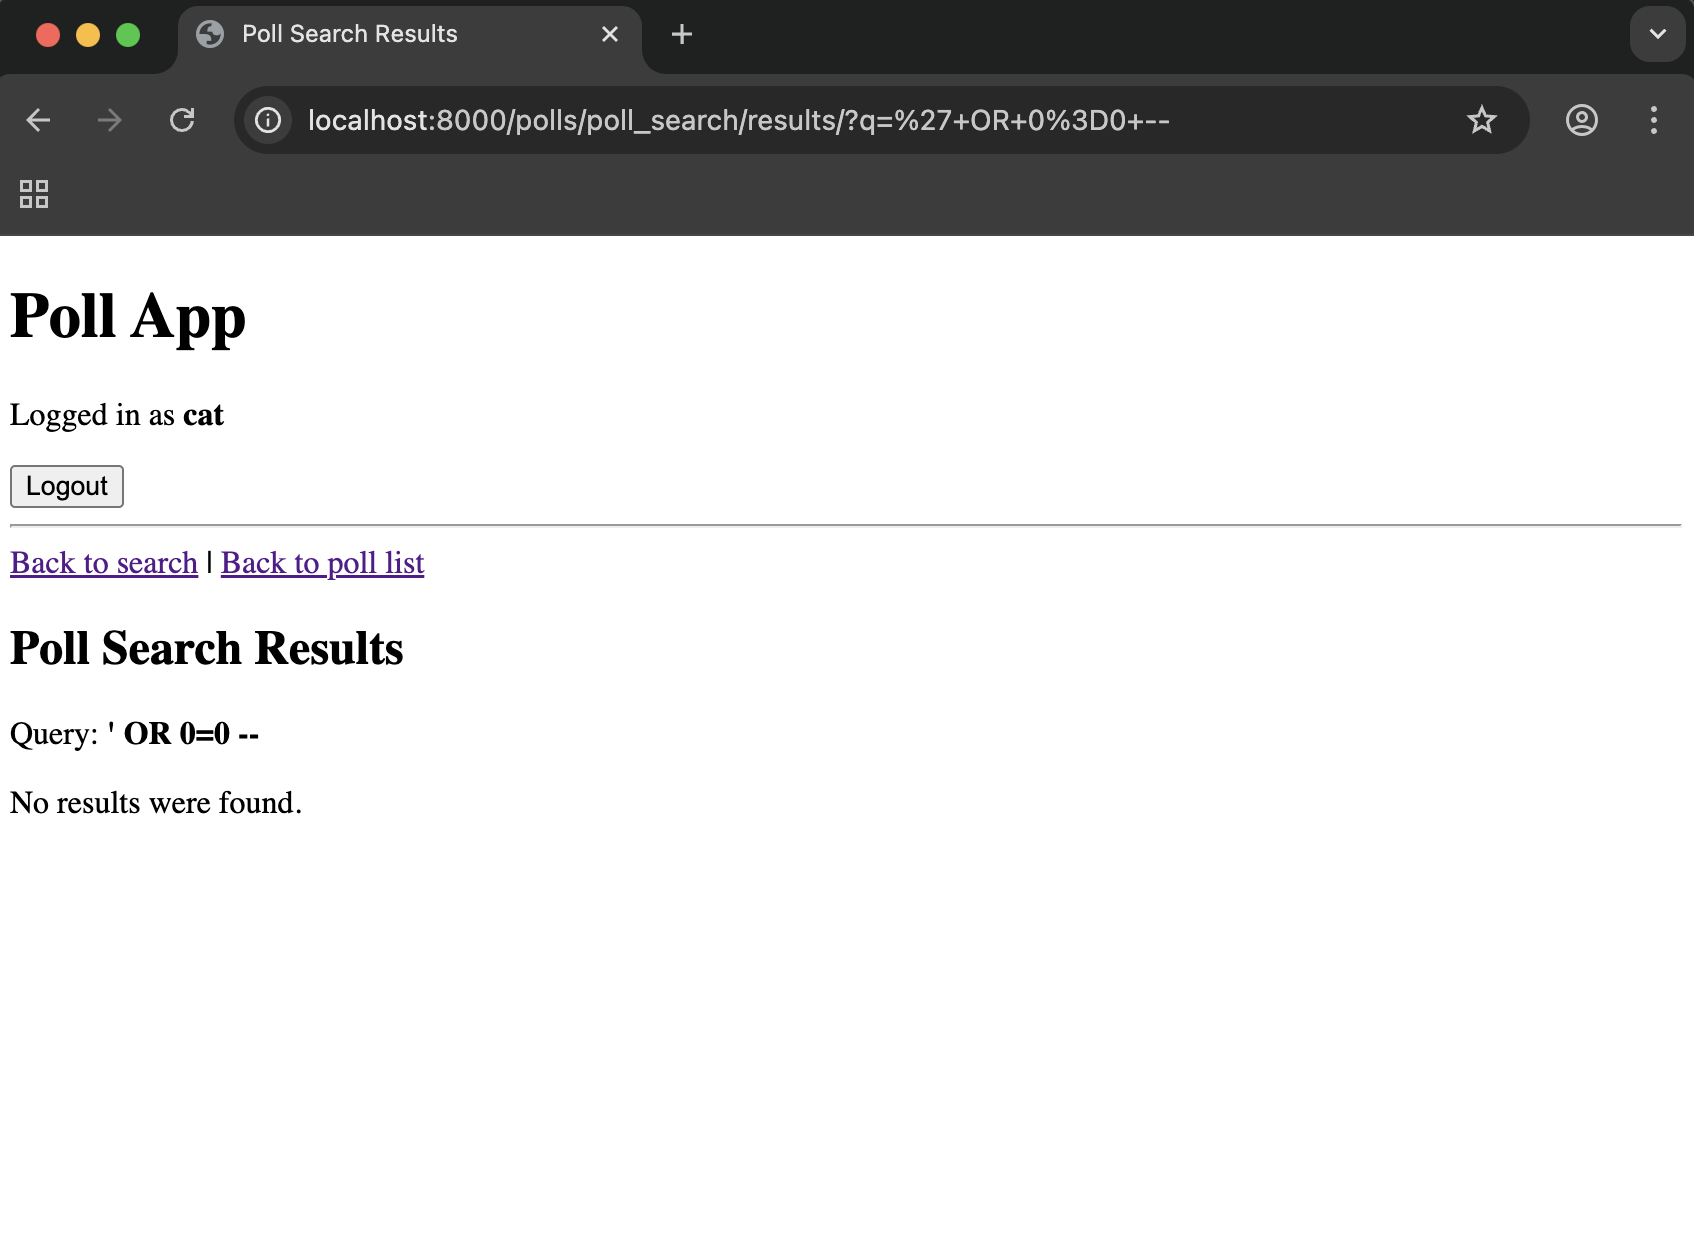 Poll Search Results
localhost:8000/polls/poll_search/results/?q=%27+OR+0%3D0+--
Poll App
Logged in as cat
Logout
Back to search | Back to poll list
Poll Search Results
Query: ' OR 0=0 --
No results were found.